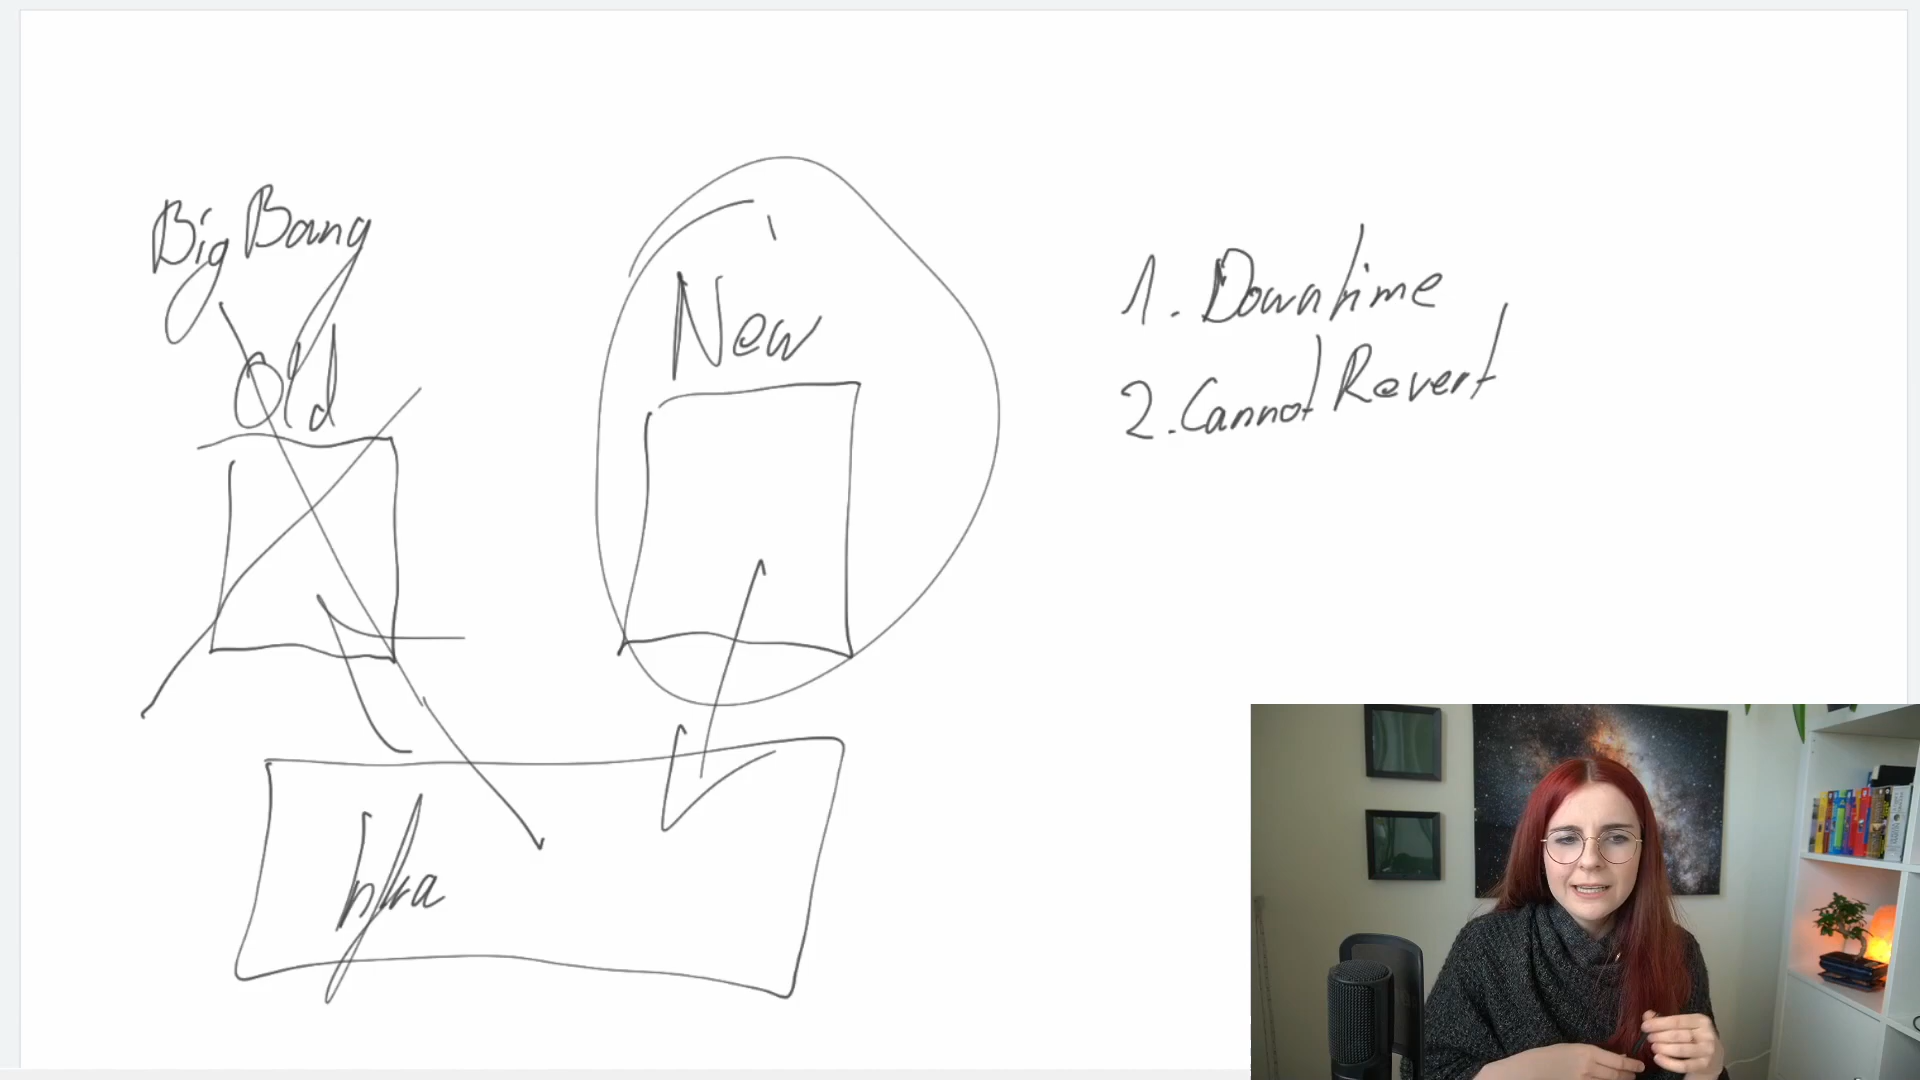 Big Bang
Old
New
Infra
1. Downtime
2. Cannot Revert